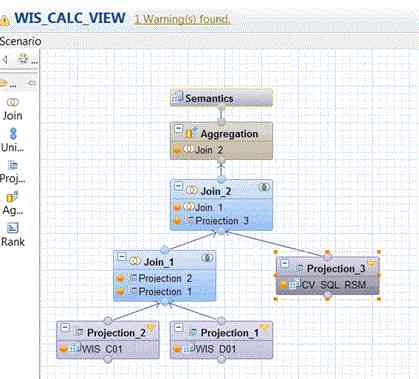 WIS_CALC_VIEW 1 Warning(s) found.
Scenario
Join
Uni...
Proj...
Ag...
Rank
Semantics
Aggregation
Join_2
Join_2
Join_1
Projection_3
Join_1
Projection_2
Projection_1
Projection_3
CV_SQL_RSM...
Projection_2
WIS_C01
Projection_1
WIS_D01